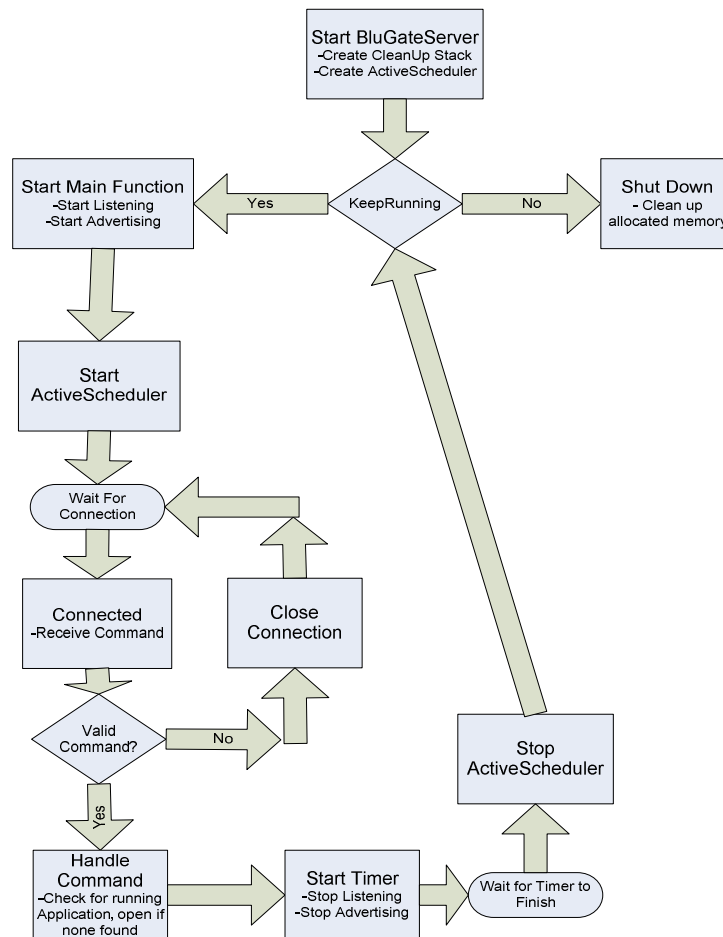 Start BluGateServer
-Create CleanUp Stack
-Create ActiveScheduler
Start Main Function
-Start Listening
-Start Advertising
Yes
KeepRunning
No
Shut Down
- Clean up
allocated memory
Start
ActiveScheduler
Wait For
Connection
Connected
-Receive Command
Close
Connection
Valid
Command?
No
Yes
Stop
ActiveScheduler
Handle
Command
-Check for running
Application, open if
none found
Start Timer
-Stop Listening
-Stop Advertising
Wait for Timer to
Finish